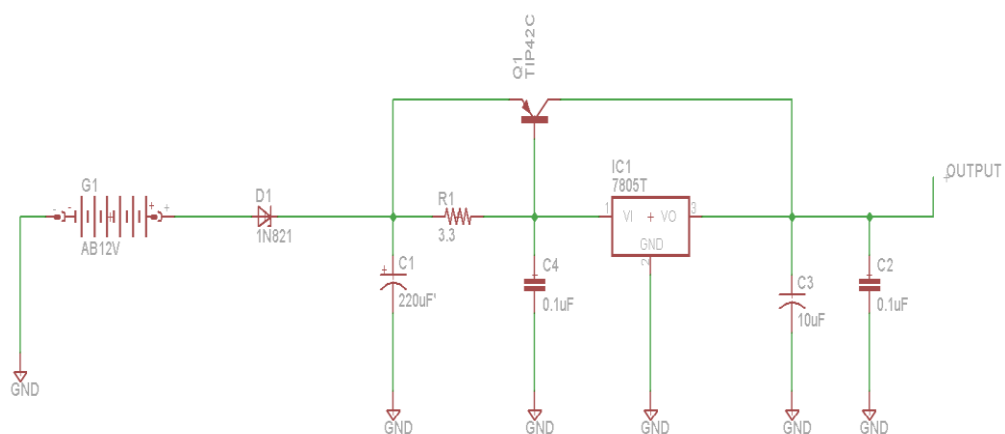 Q1
TIP42C
G1
AB12V
D1
1N821
R1
3.3
IC1
7805T
1
VI
VO
3
GND
2
OUTPUT
C1
220uF'
C4
0.1uF
C3
10uF
C2
0.1uF
GND
GND
GND
GND
GND
GND